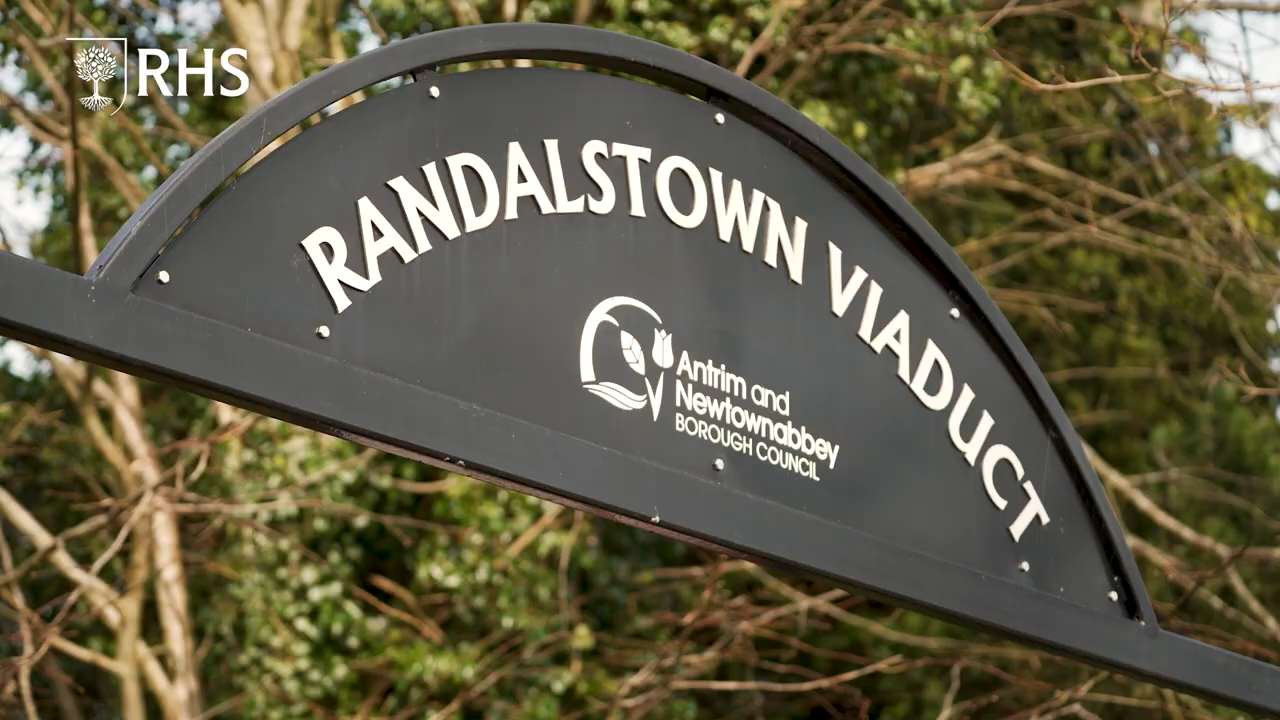 RHS
RANDALSTOWN VIADUCT
Antrim and
Newtownabbey
BOROUGH COUNCIL